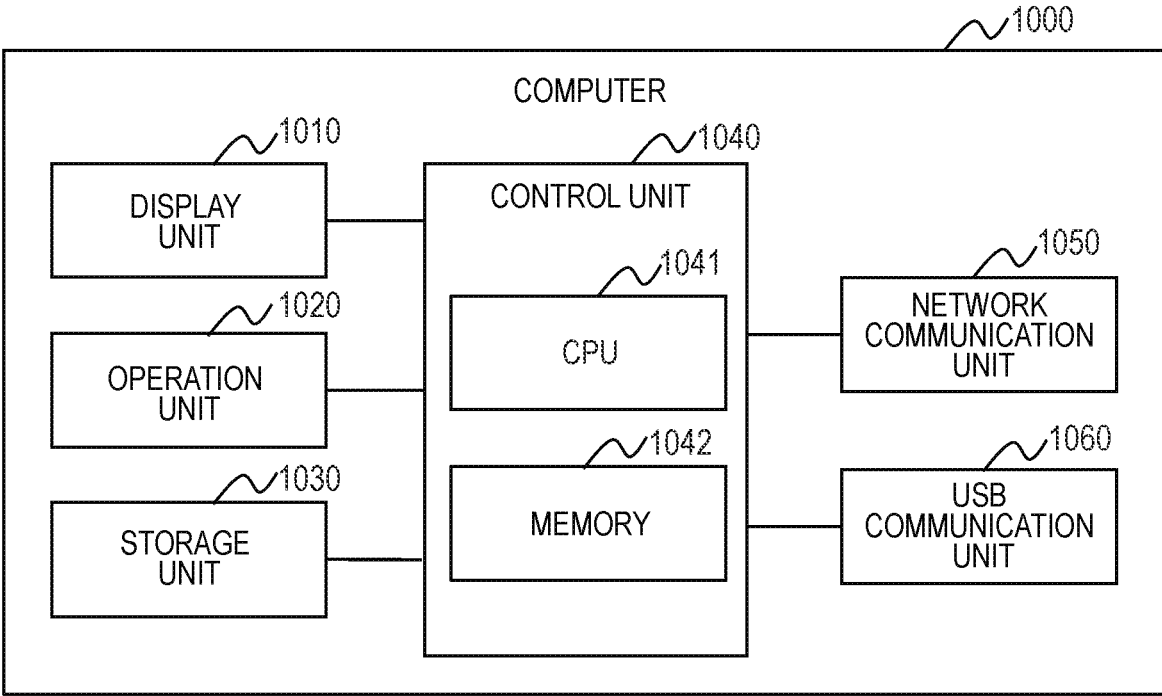 1000
COMPUTER
1010
DISPLAY
UNIT
1020
OPERATION
UNIT
1030
STORAGE
UNIT
1040
CONTROL UNIT
1041
CPU
1042
MEMORY
1050
NETWORK
COMMUNICATION
UNIT
1060
USB
COMMUNICATION
UNIT